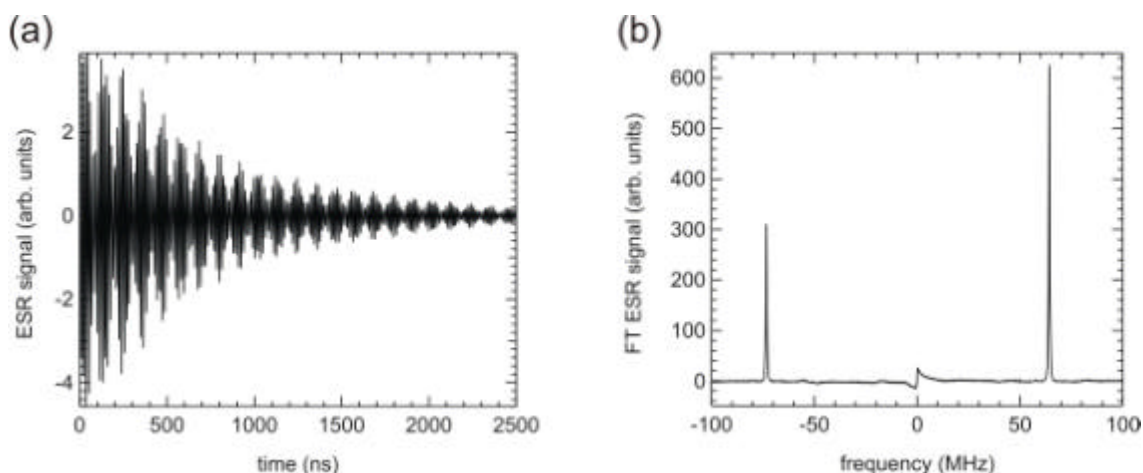 (a)
ESR signal (arb. units)
2
0
-2
-4
0 500 1000 1500 2000 2500
time (ns)
(b)
FT ESR signal (arb. units)
600
500
400
300
200
100
0
-100 -50 0 50 100
frequency (MHz)